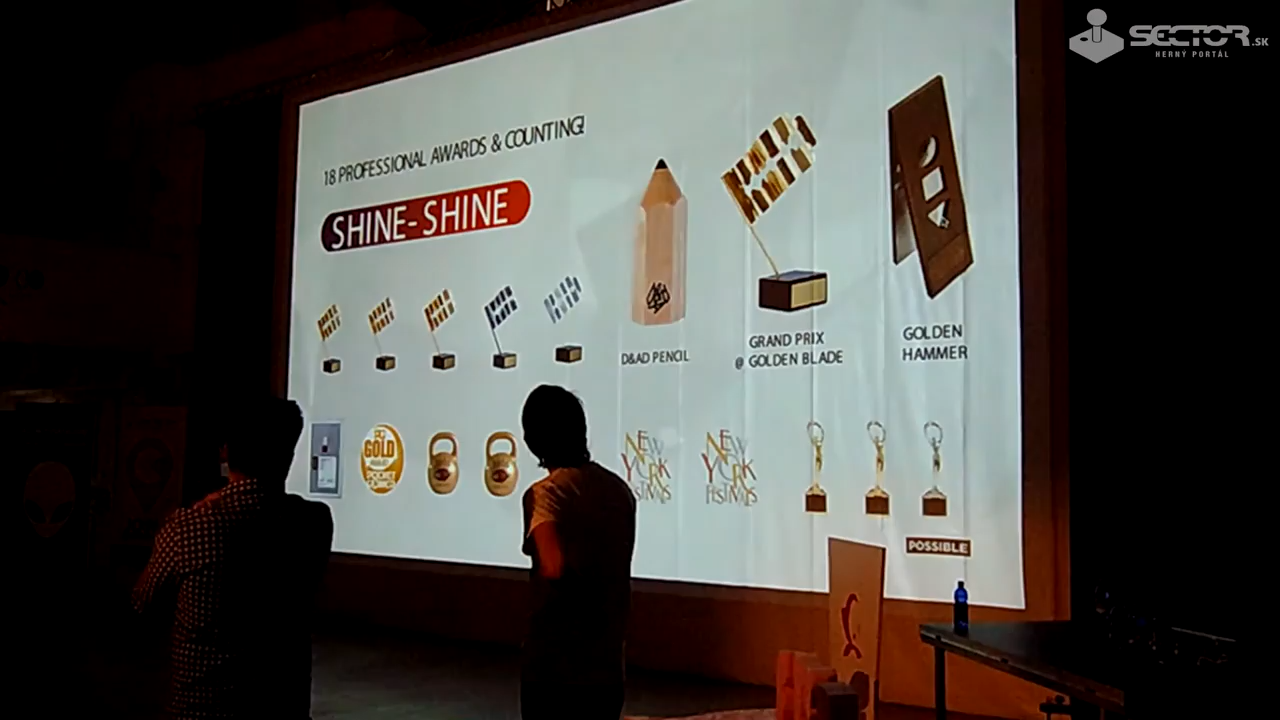 SECTOR.SK
HERNÝ PORTÁL
18 PROFESSIONAL AWARDS & COUNTING!
SHINE-SHINE
D&AD PENCIL
GRAND PRIX
@ GOLDEN BLADE
GOLDEN
HAMMER
GOLD
NEW
YORK
FESTIVALS
NEW
YORK
FESTIVALS
POSSIBLE